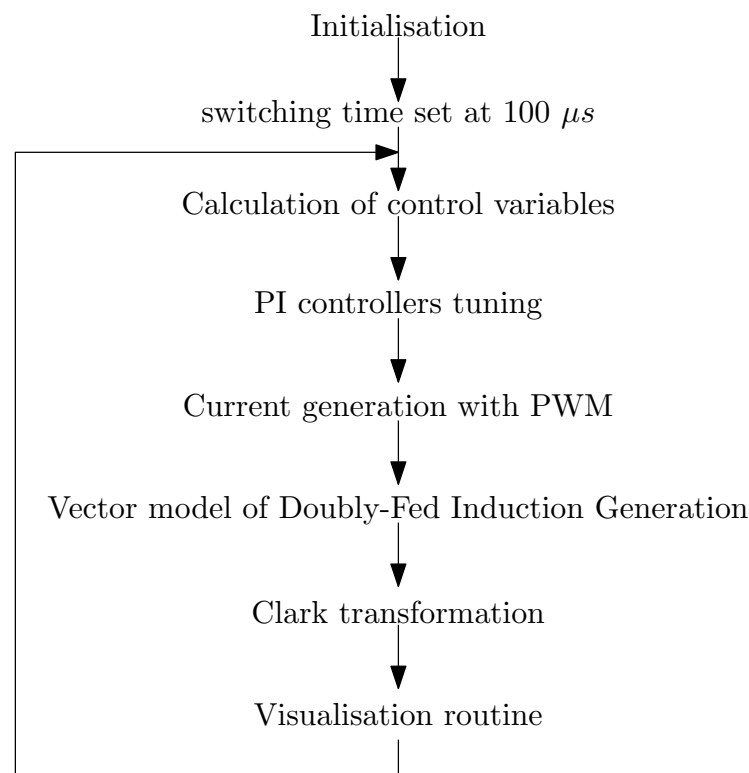 Initialisation
switching time set at 100 μs
Calculation of control variables
PI controllers tuning
Current generation with PWM
Vector model of Doubly-Fed Induction Generation
Clark transformation
Visualisation routine